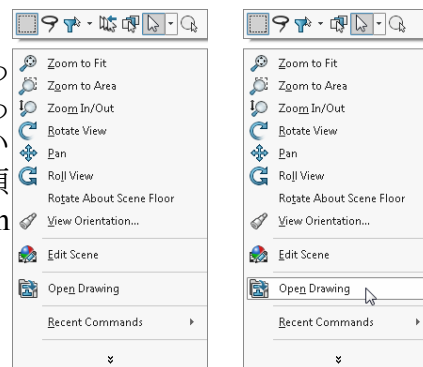 Zoom to Fit
Zoom to Area
Zoom In/Out
Rotate View
Pan
Roll View
Rotate About Scene Floor
View Orientation...
Edit Scene
Open Drawing
Recent Commands
Zoom to Fit
Zoom to Area
Zoom In/Out
Rotate View
Pan
Roll View
Rotate About Scene Floor
View Orientation...
Edit Scene
Open Drawing
Recent Commands